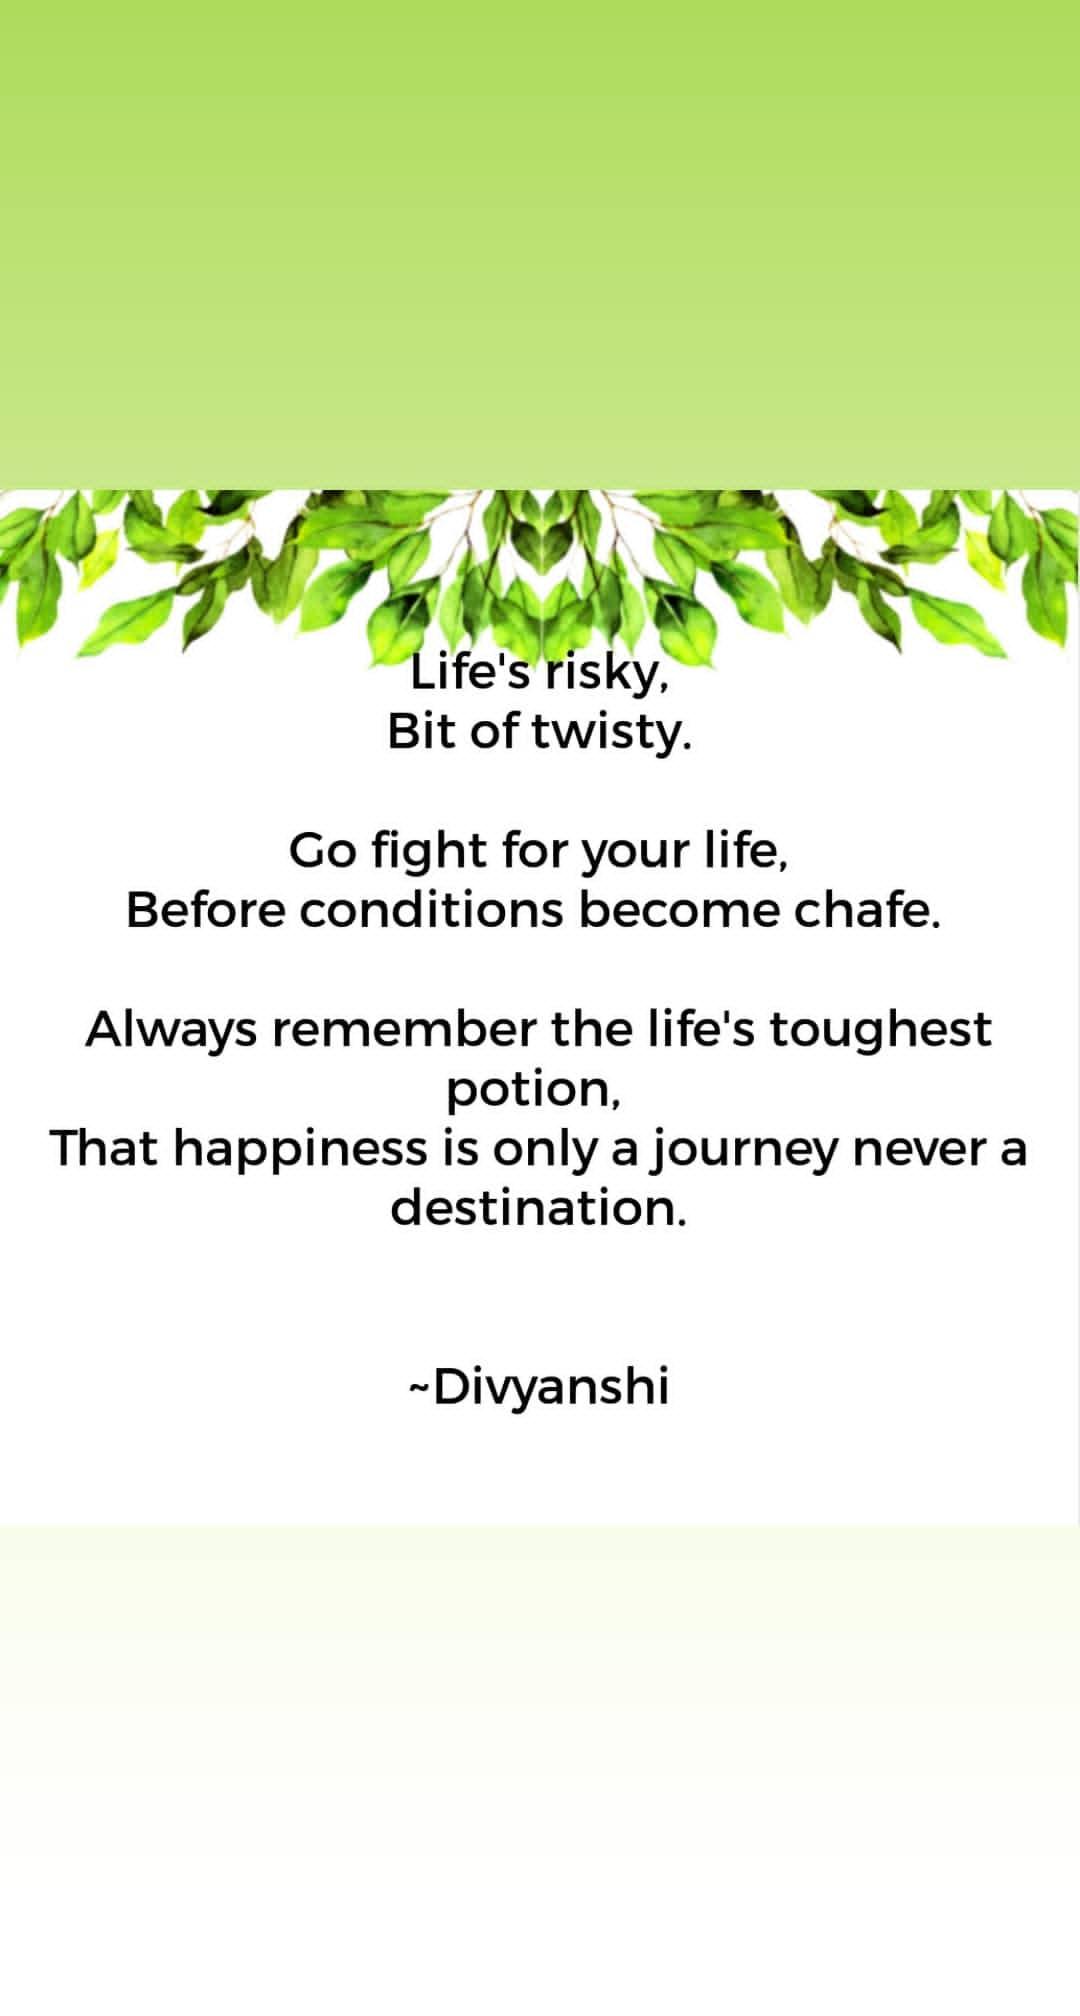 Life's risky,
Bit of twisty.
Go fight for your life,
Before conditions become chafe.
Always remember the life's toughest
potion,
That happiness is only a journey never a
destination.
~Divyanshi